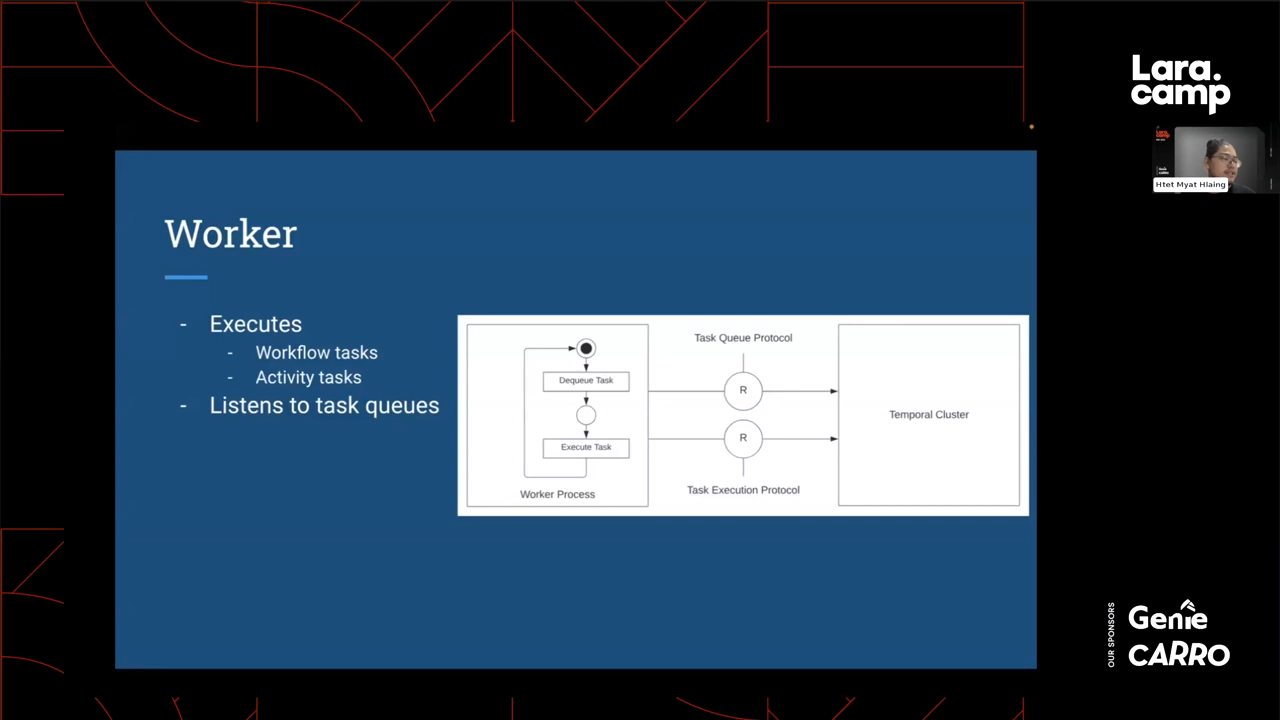 Lara.
camp
Htet Myat Hlaing
Worker
- Executes
- Workflow tasks
- Activity tasks
- Listens to task queues
Dequeue Task
Execute Task
Worker Process
Task Queue Protocol
R
R
Task Execution Protocol
Temporal Cluster
OUR SPONSORS
Genie
CARRO